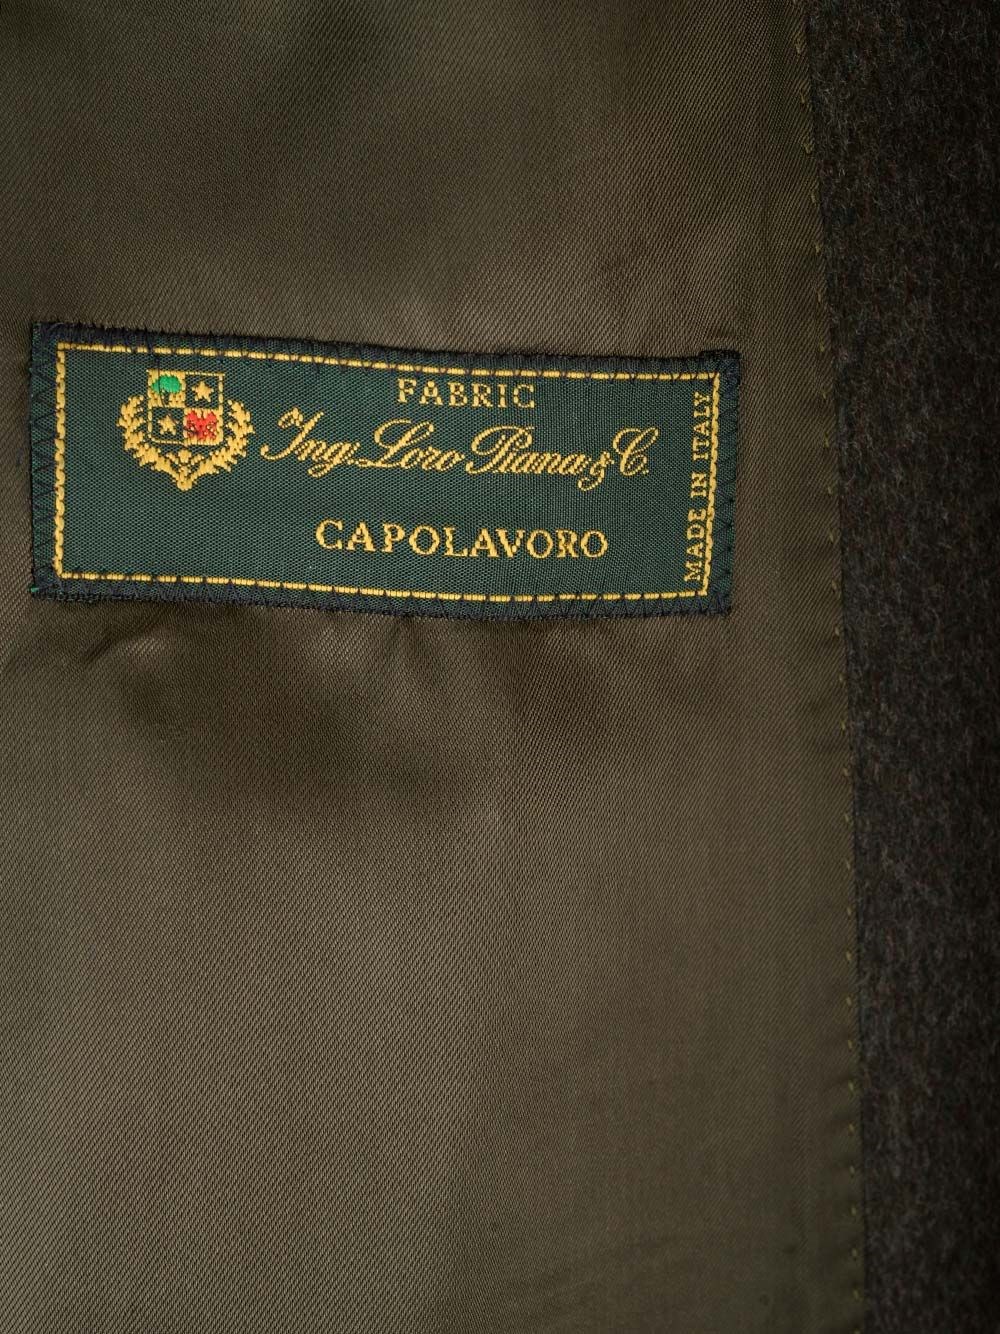 FABRIC
Ing. Loro Piana & C.
CAPOLAVORO
MADE IN ITALY